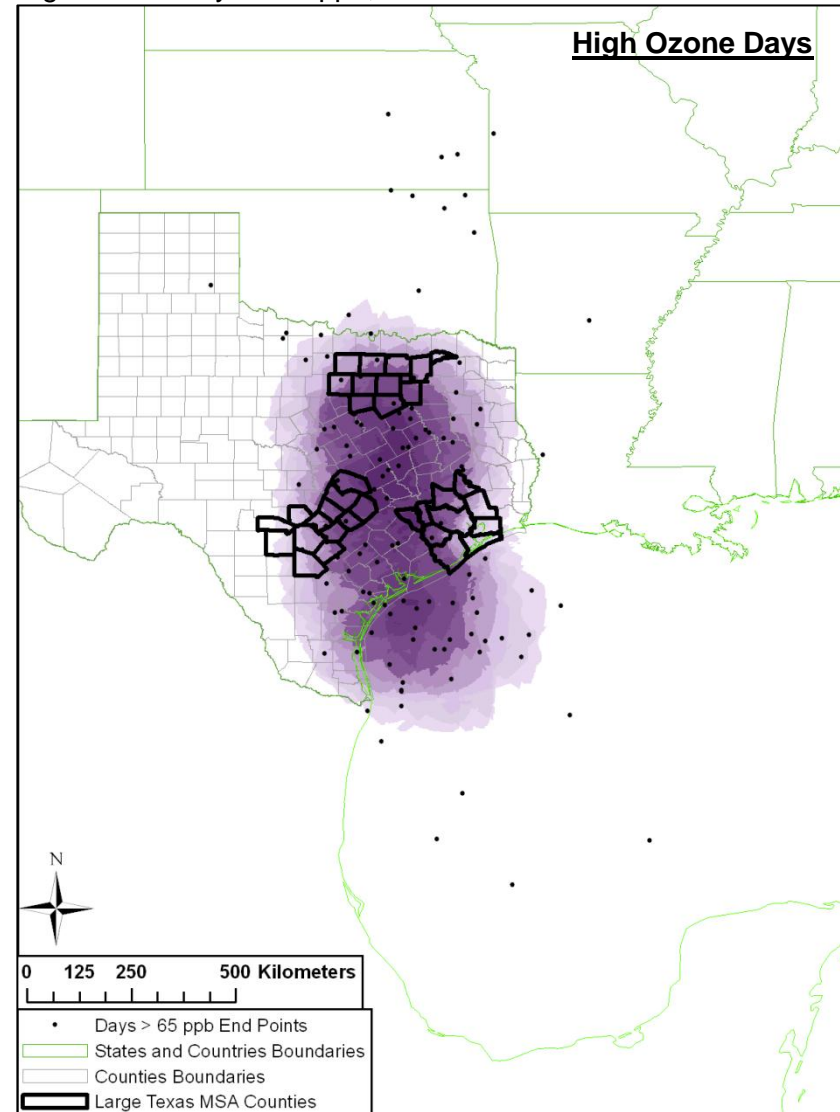 High Ozone Days
N
0 125 250 500 Kilometers
Days > 65 ppb End Points
States and Countries Boundaries
Counties Boundaries
Large Texas MSA Counties